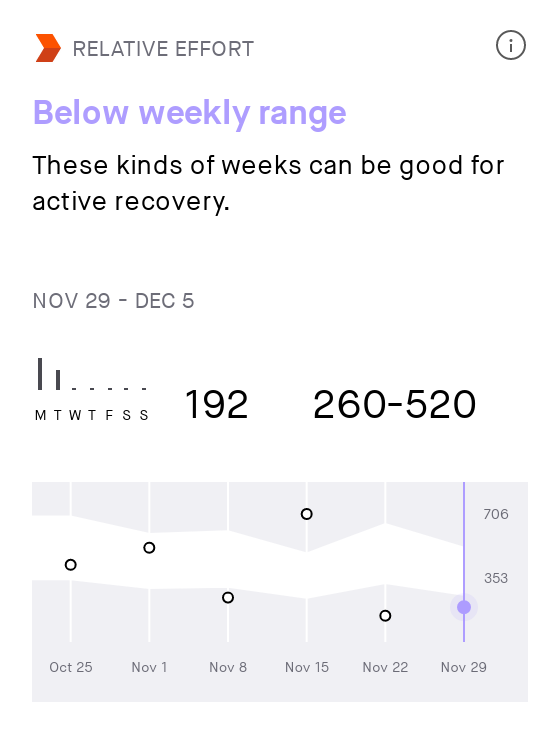 RELATIVE EFFORT
Below weekly range
These kinds of weeks can be good for
active recovery.
NOV 29 - DEC 5
M T W T F S S
192
260-520
706
353
Oct 25
Nov 1
Nov 8
Nov 15
Nov 22
Nov 29